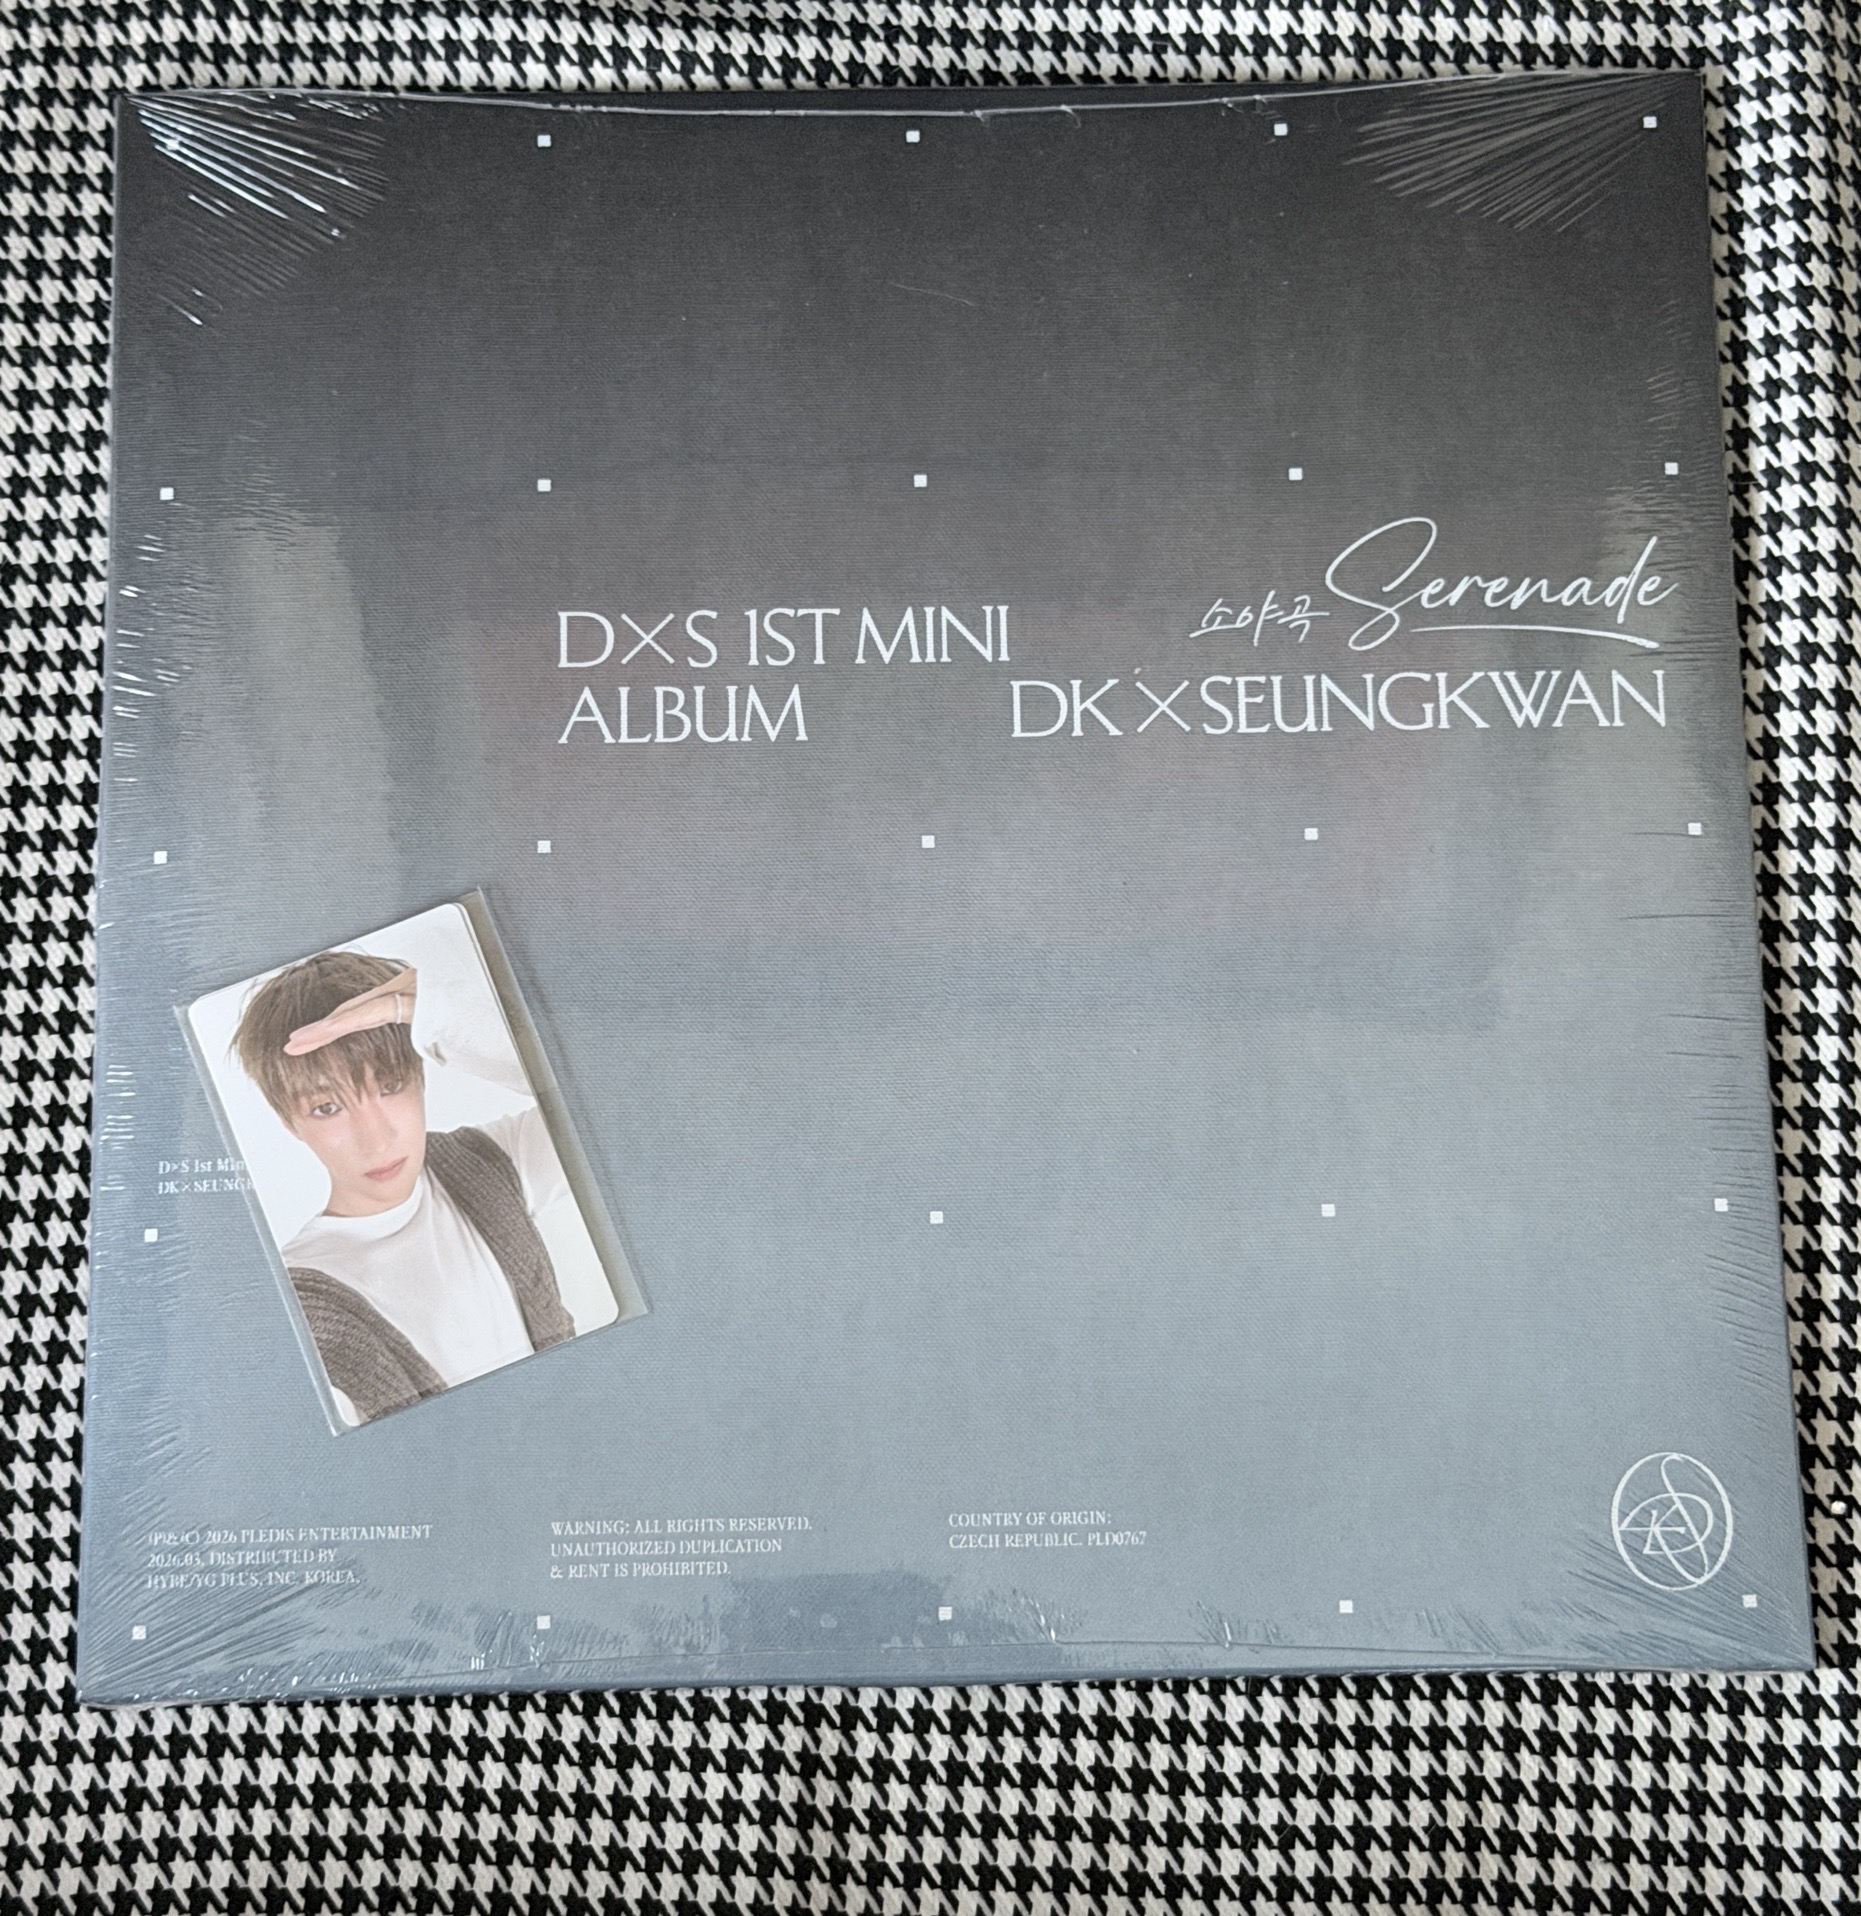 D×S 1ST MINI
ALBUM
소야곡 Serenade
DK×SEUNGKWAN
D×S 1st
DK×
(P)&(C) 2026 PLEDIS ENTERTAINMENT
2026.03. DISTRIBUTED BY
HYBE/YG PLUS, INC. KOREA.
WARNING: ALL RIGHTS RESERVED.
UNAUTHORIZED DUPLICATION
& RENT IS PROHIBITED.
COUNTRY OF ORIGIN:
CZECH REPUBLIC. PLD0767